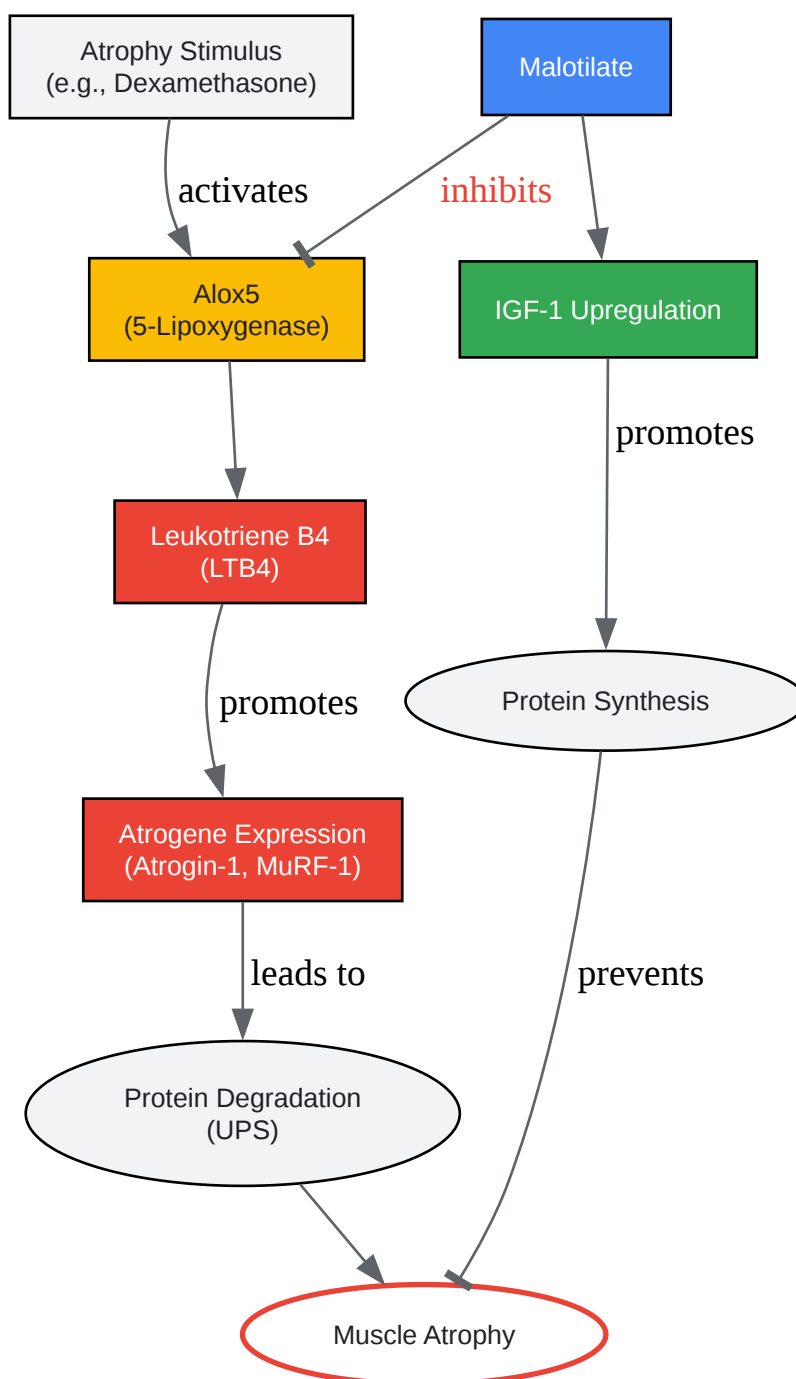 Atrophy Stimulus
(e.g., Dexamethasone)
Malotilate
activates
inhibits
Alox5
(5-Lipoxygenase)
IGF-1 Upregulation
promotes
Leukotriene B4
(LTB4)
promotes
Protein Synthesis
Atrogene Expression
(Atrogin-1, MuRF-1)
leads to
prevents
Protein Degradation
(UPS)
Muscle Atrophy